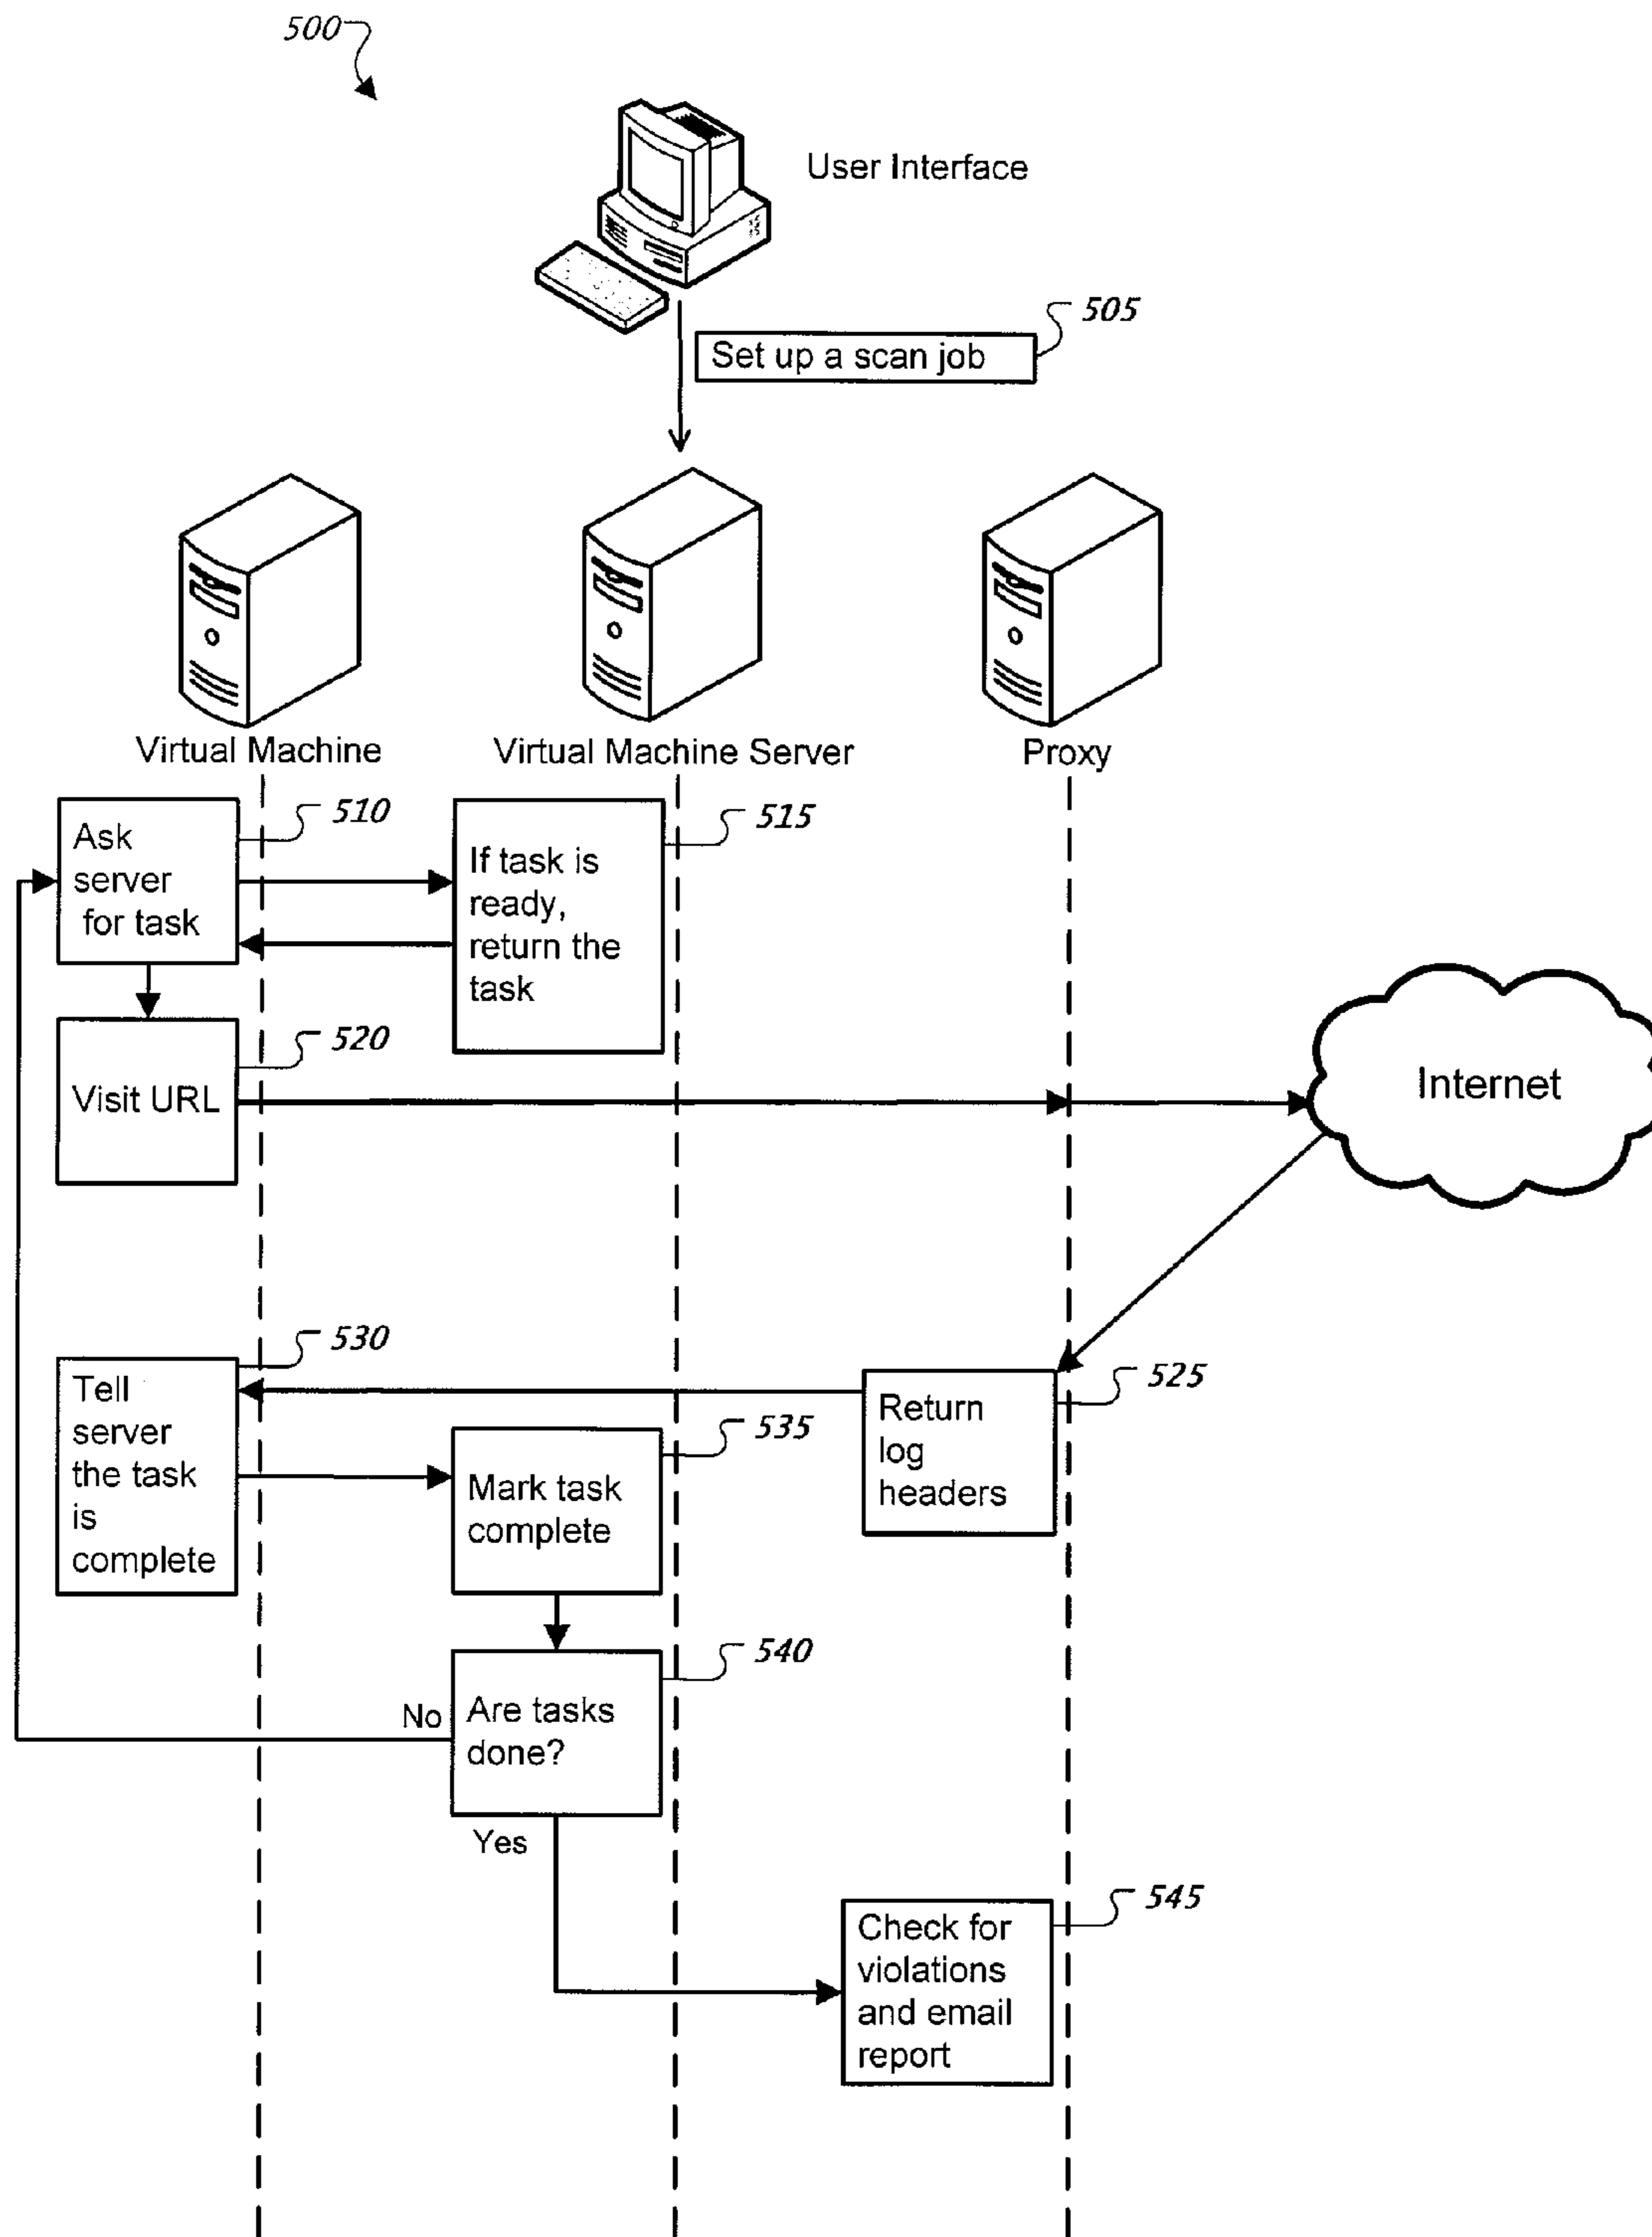 500
User Interface
505
Set up a scan job
Virtual Machine
Virtual Machine Server
Proxy
510
Ask
server
for task
515
If task is
ready,
return the
task
520
Visit URL
Internet
530
Tell
server
the task
is
complete
525
Return
log
headers
535
Mark task
complete
540
No
Are tasks
done?
Yes
545
Check for
violations
and email
report